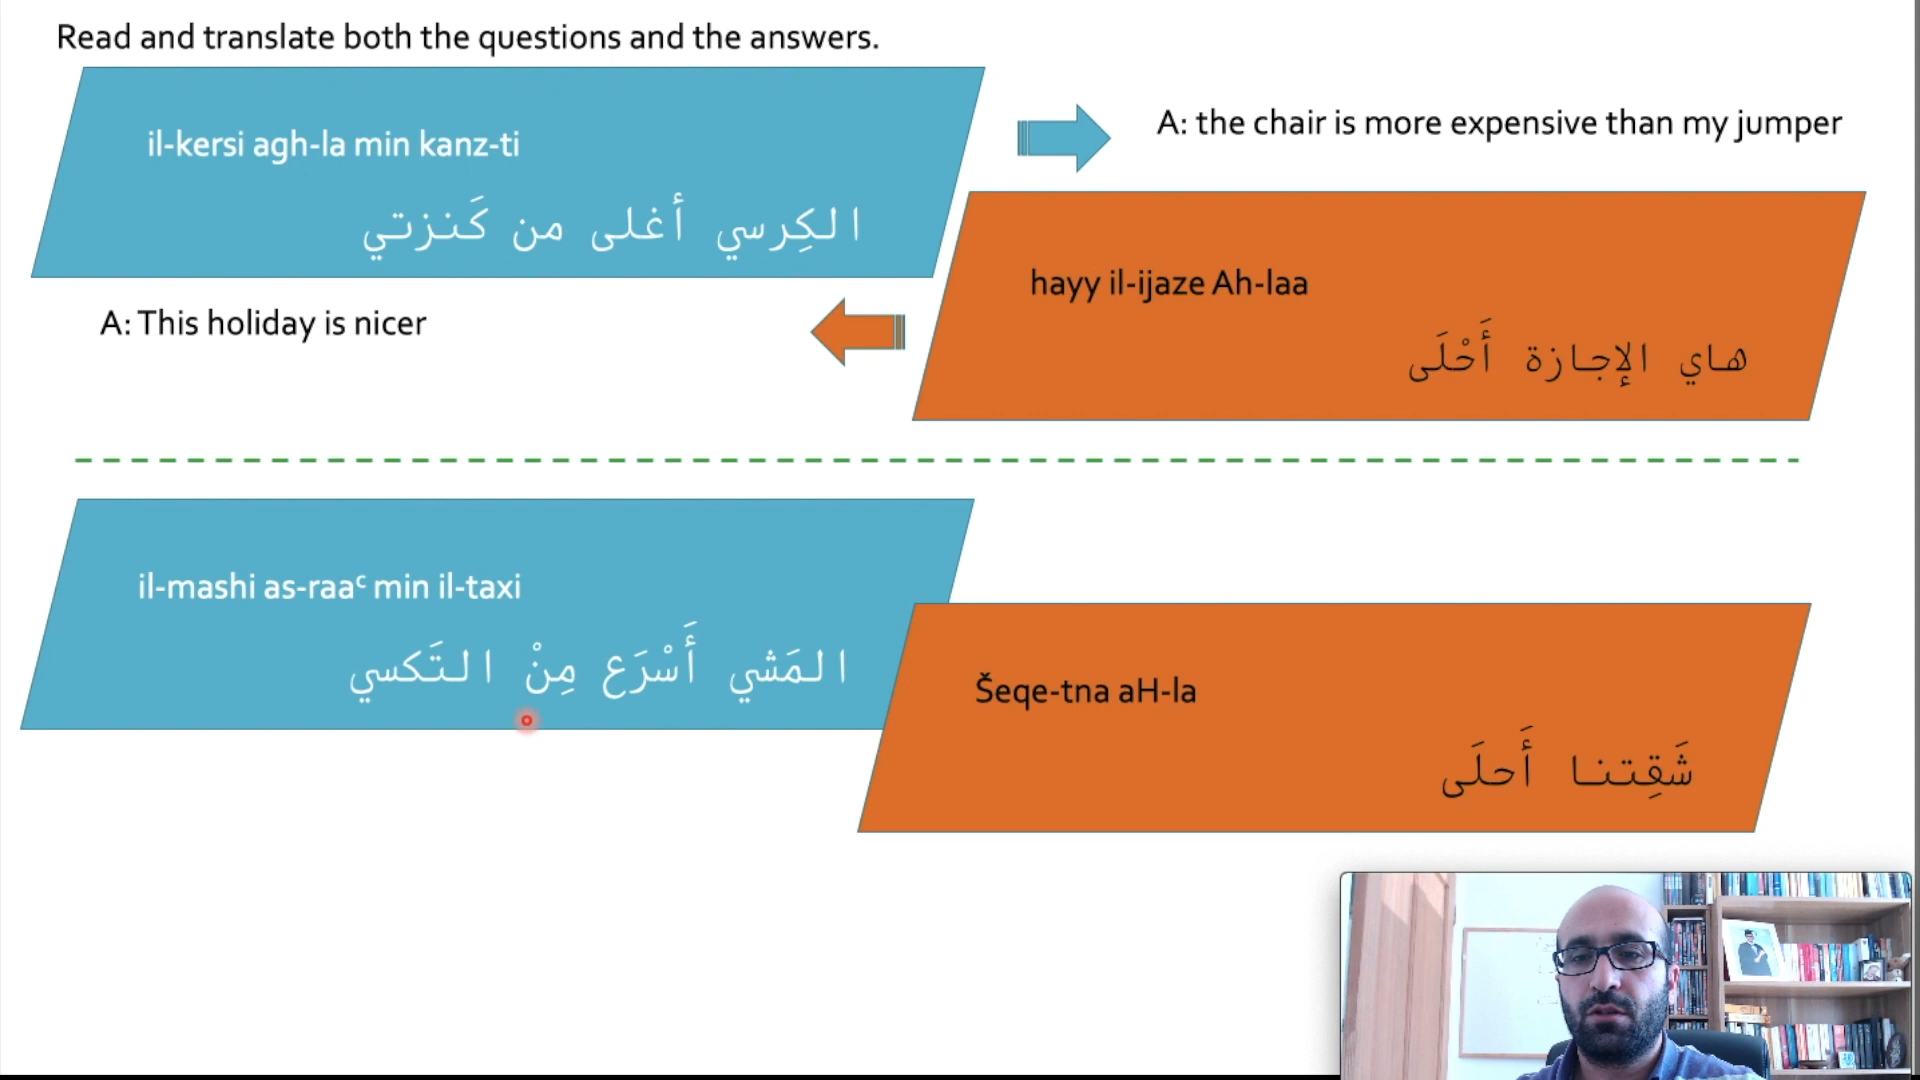 Read and translate both the questions and the answers.
il-kersi agh-la min kanz-ti
الكِرسي أغلى من كَنزتي
A: the chair is more expensive than my jumper
hayy il-ijaze Ah-laa
هاي الإجازة أَحْلَى
A: This holiday is nicer
il-mashi as-raaᶜ min il-taxi
المَشي أَسْرَع مِنْ التَكسي
Šeqe-tna aH-la
شَقِتنا أَحلَى